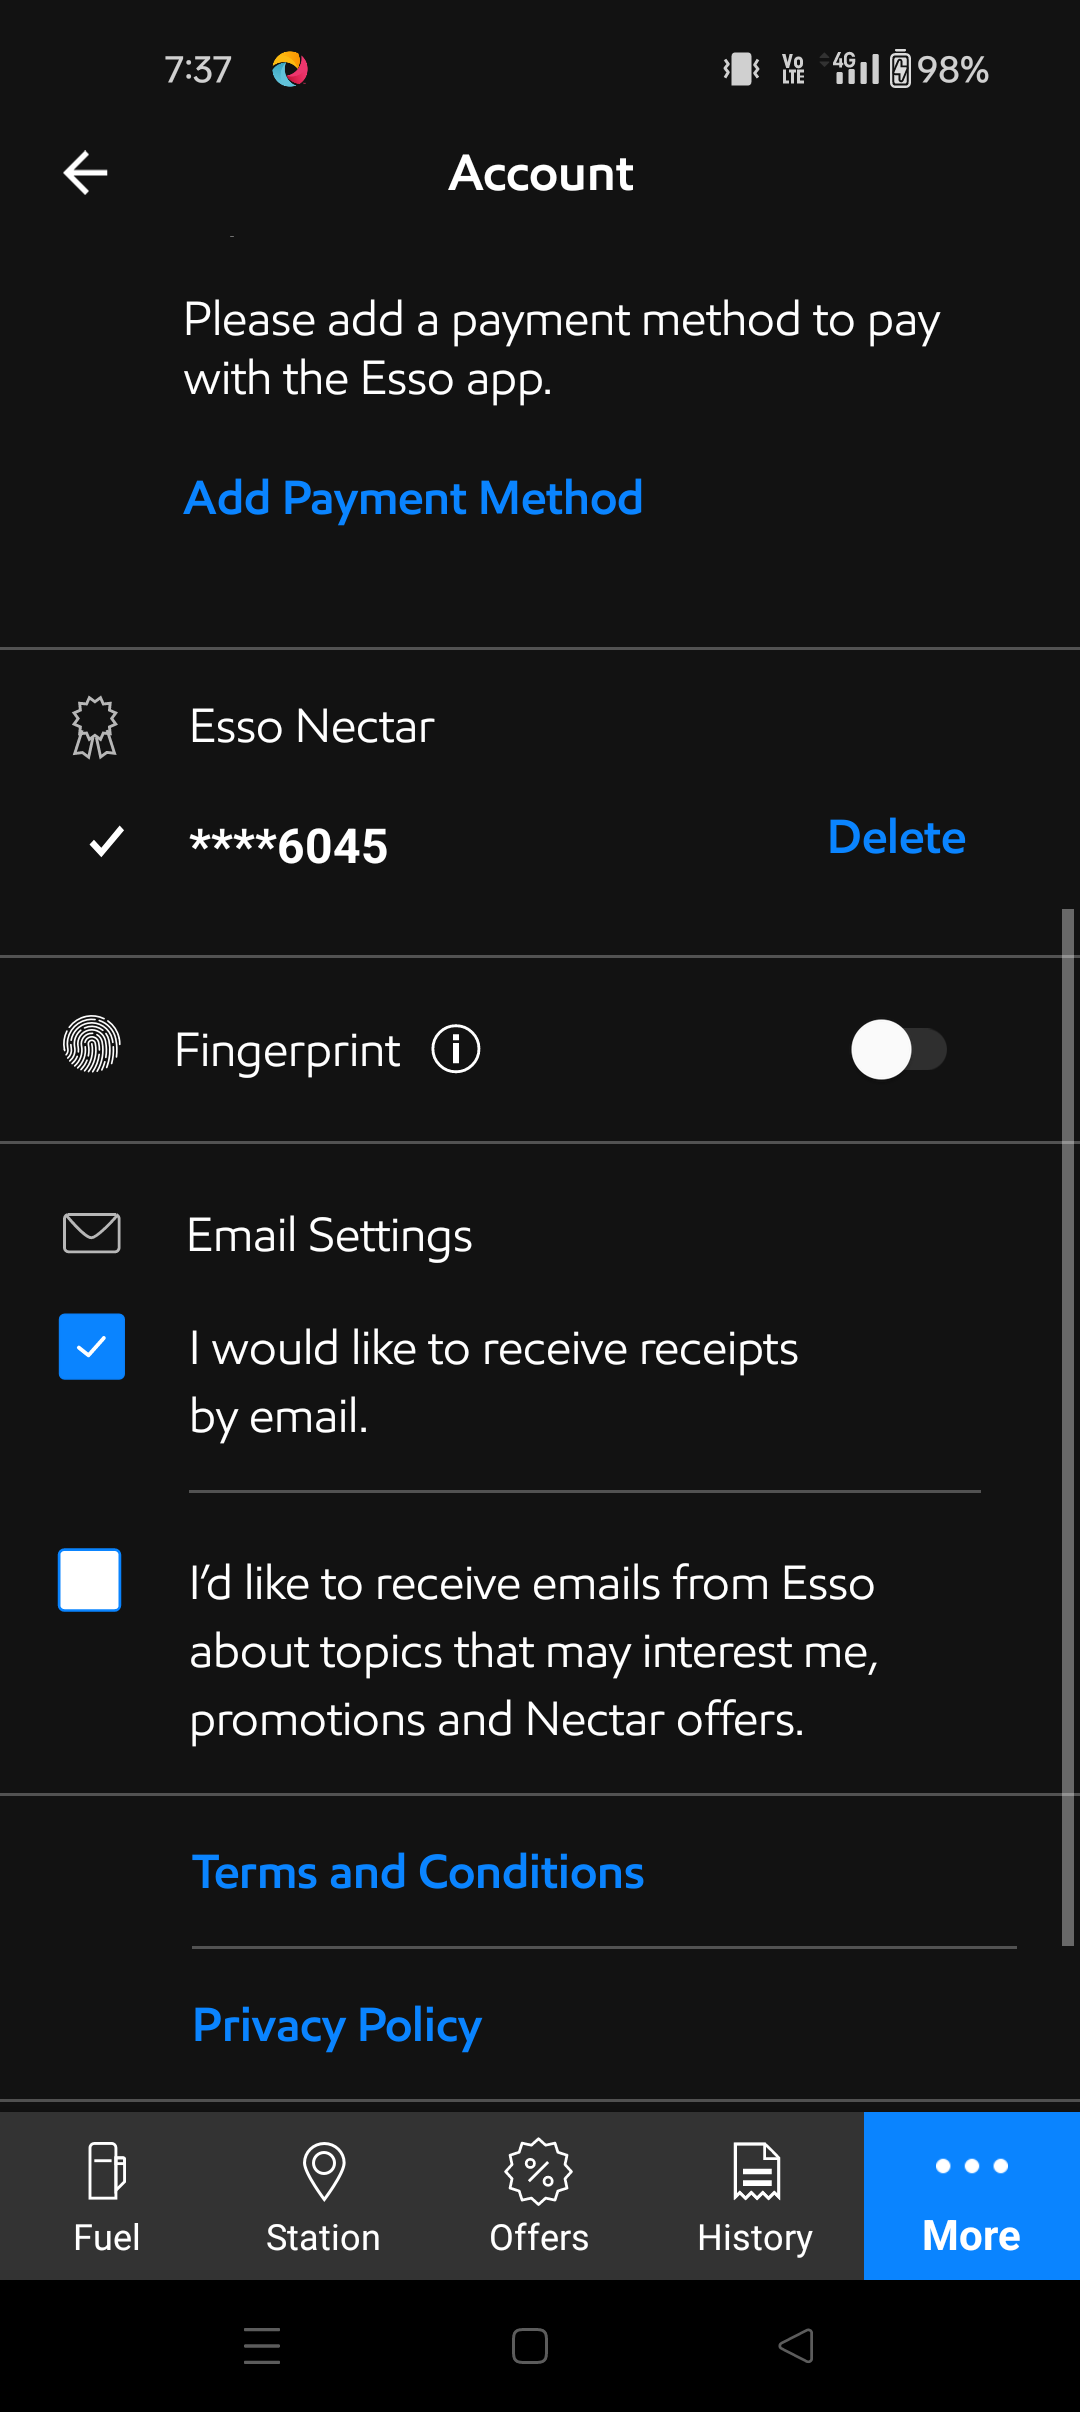 7:37
Vo LTE 4G 98%
Account
Please add a payment method to pay
with the Esso app.
Add Payment Method
Esso Nectar
****6045
Delete
Fingerprint
Email Settings
I would like to receive receipts
by email.
I’d like to receive emails from Esso
about topics that may interest me,
promotions and Nectar offers.
Terms and Conditions
Privacy Policy
Fuel Station Offers History More